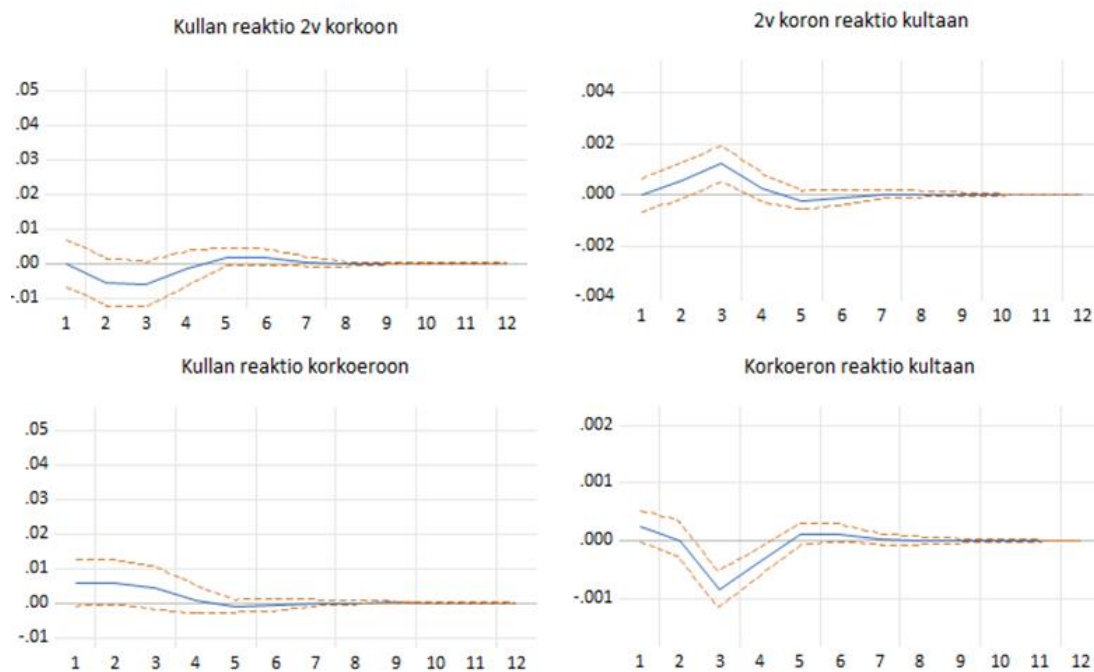 Kullan reaktio 2v korkoon
.05
.04
.03
.02
.01
.00
-.01
1 2 3 4 5 6 7 8 9 10 11 12
2v koron reaktio kultaan
.004
.002
.000
-.002
-.004
1 2 3 4 5 6 7 8 9 10 11 12
Kullan reaktio korkoeroon
.05
.04
.03
.02
.01
.00
-.01
1 2 3 4 5 6 7 8 9 10 11 12
Korkoeron reaktio kultaan
.002
.001
.000
-.001
1 2 3 4 5 6 7 8 9 10 11 12